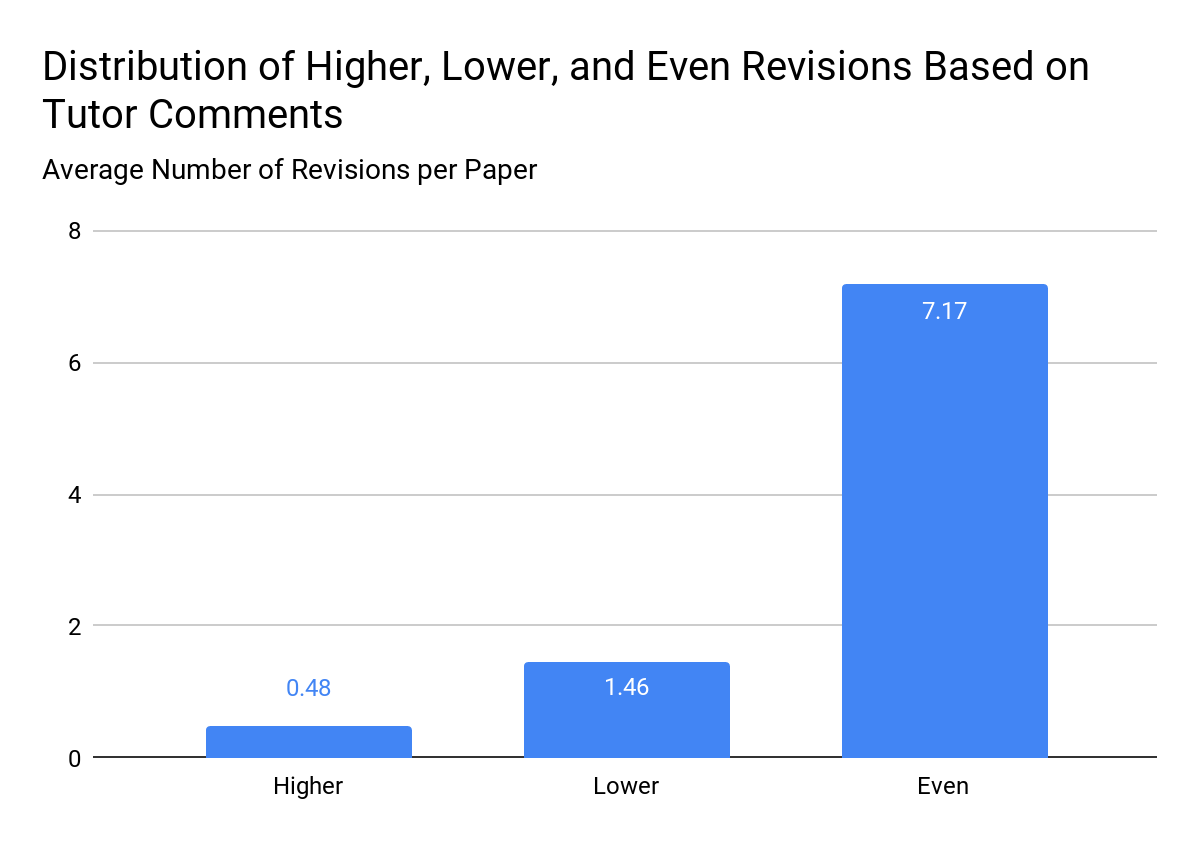 Distribution of Higher, Lower, and Even Revisions Based on
Tutor Comments
Average Number of Revisions per Paper
8
6
4
2
0
7.17
1.46
0.48
Higher
Lower
Even